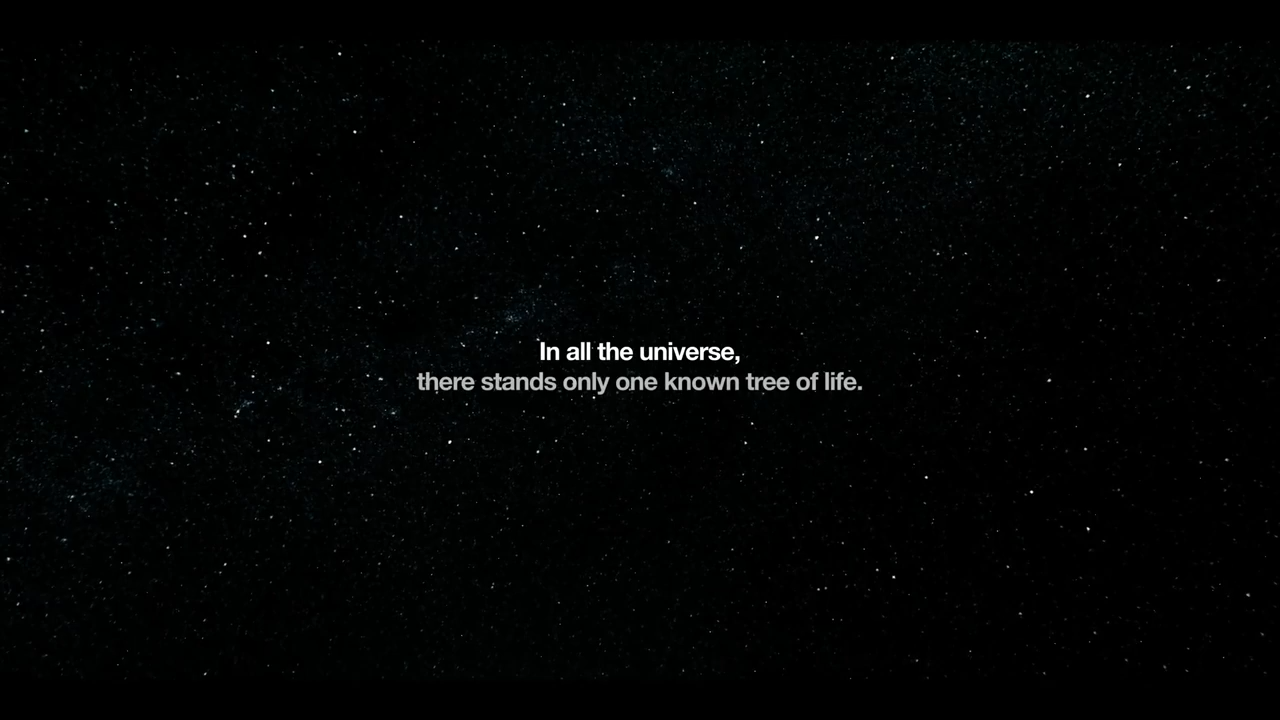 In all the universe,
there stands only one known tree of life.